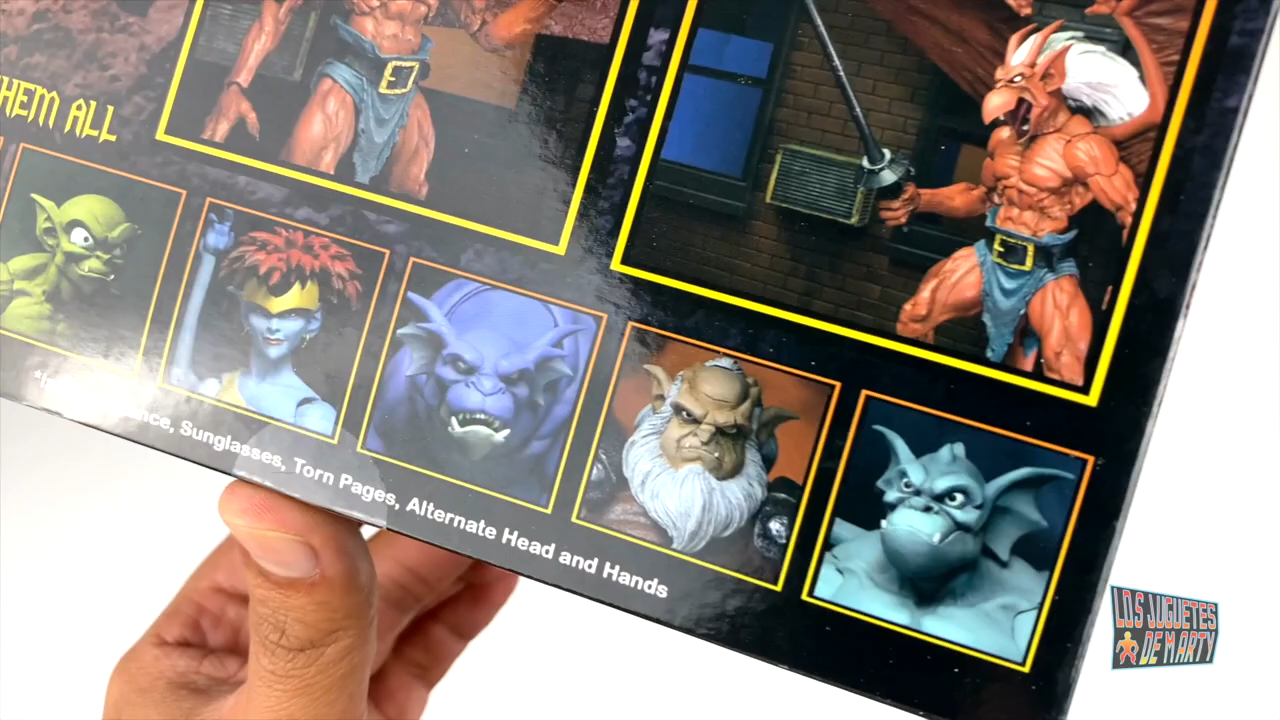 HEM ALL
nce, Sunglasses, Torn Pages, Alternate Head and Hands
LOS JUGUETES
DE MARTY